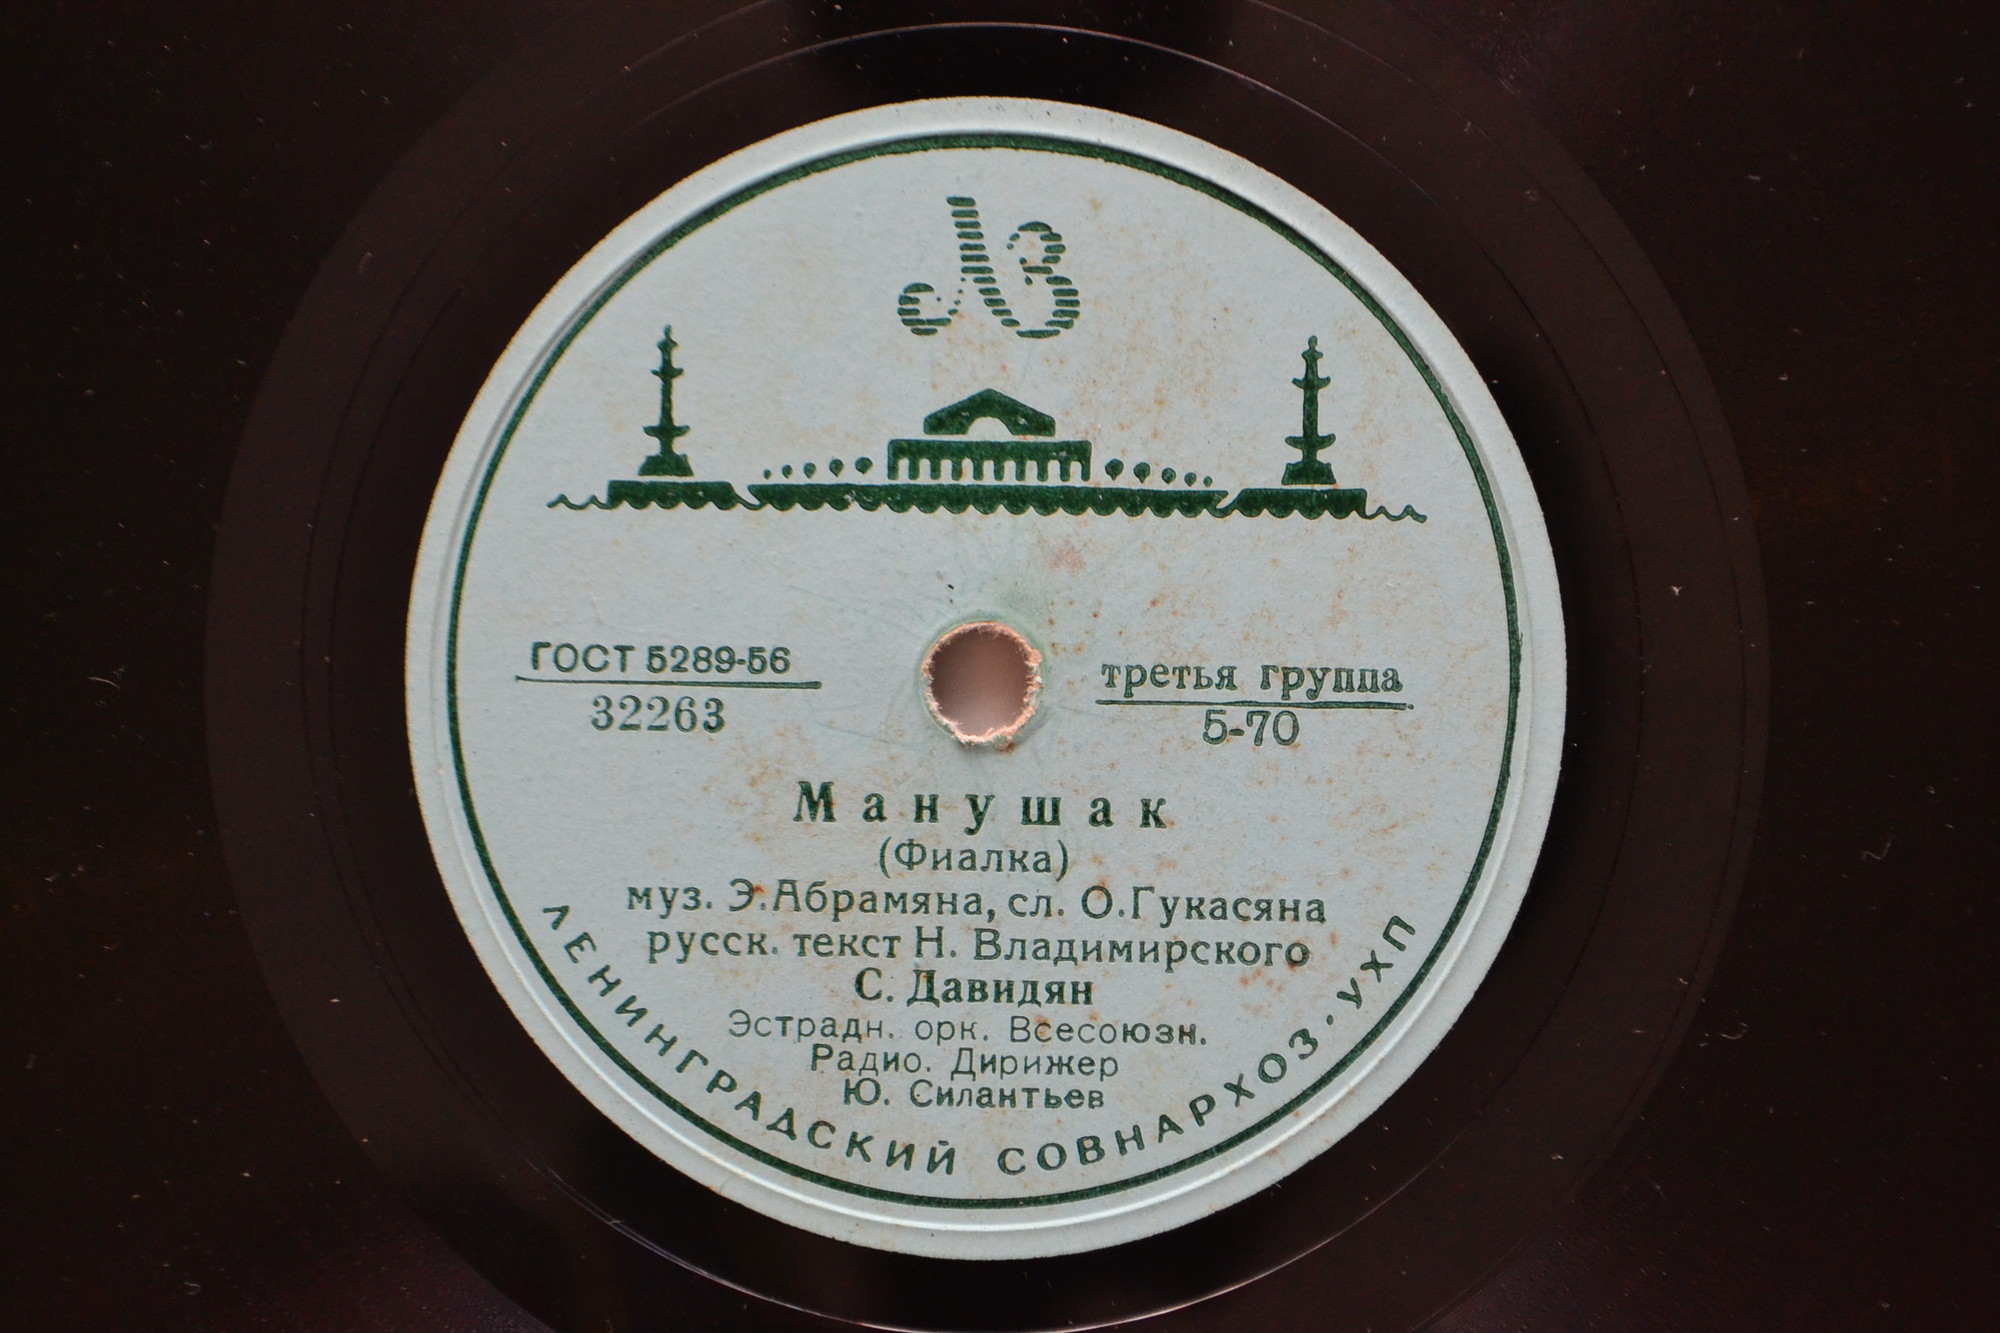 ЛЗ
ГОСТ 5289-56
32263
третья группа
5-70
Манушак
(Фиалка)
муз. Э.Абрамяна, сл. О.Гукасяна
русск. текст Н. Владимирского
С. Давидян
Эстрадн. орк. Всесоюзн.
Радио. Дирижер
Ю. Силантьев
ЛЕНИНГРАДСКИЙ СОВНАРХОЗ·УХП